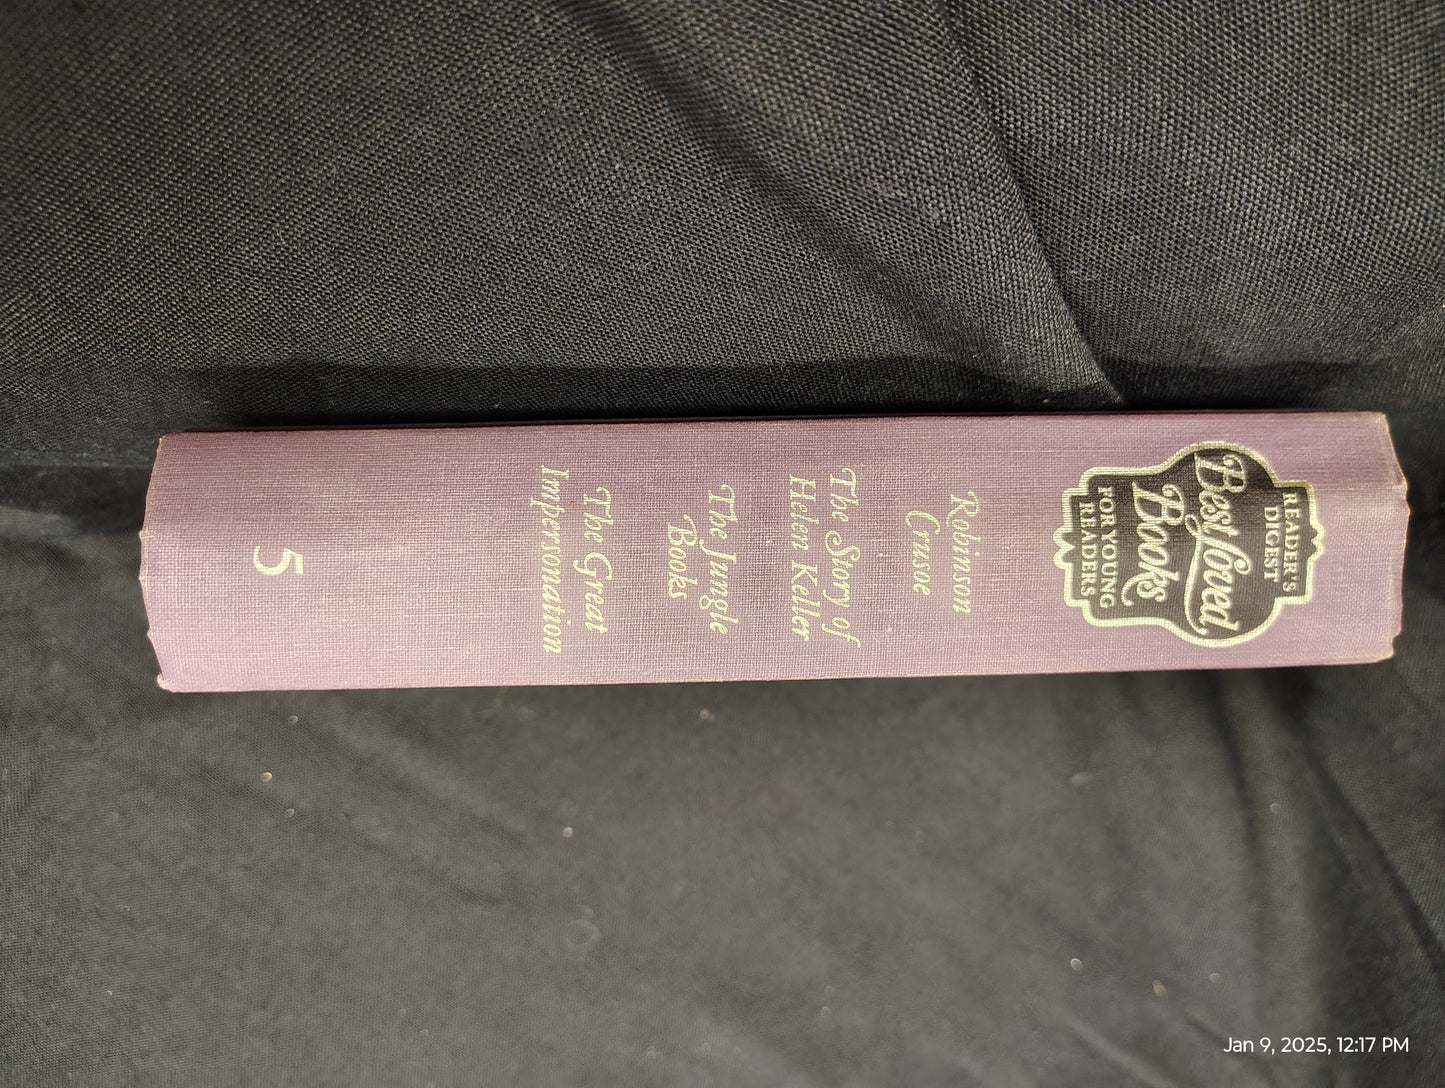 READER'S
DIGEST
Best loved
Books
FOR YOUNG
READERS
Robinson
Crusoe
The Story of
Helen Keller
The Jungle
Books
The Great
Impersonation
5
Jan 9, 2025, 12:17 PM